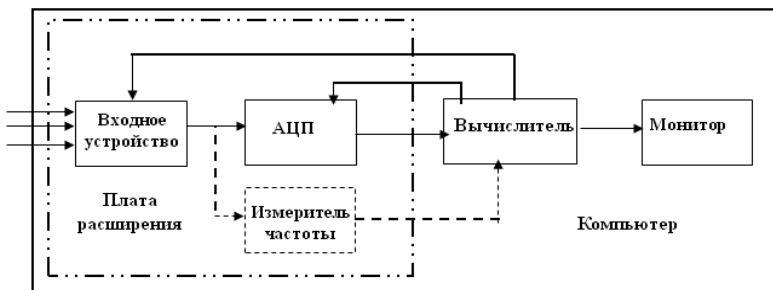 Входное
устройство
АЦП
Вычислитель
Монитор
Плата
расширения
Измеритель
частоты
Компьютер